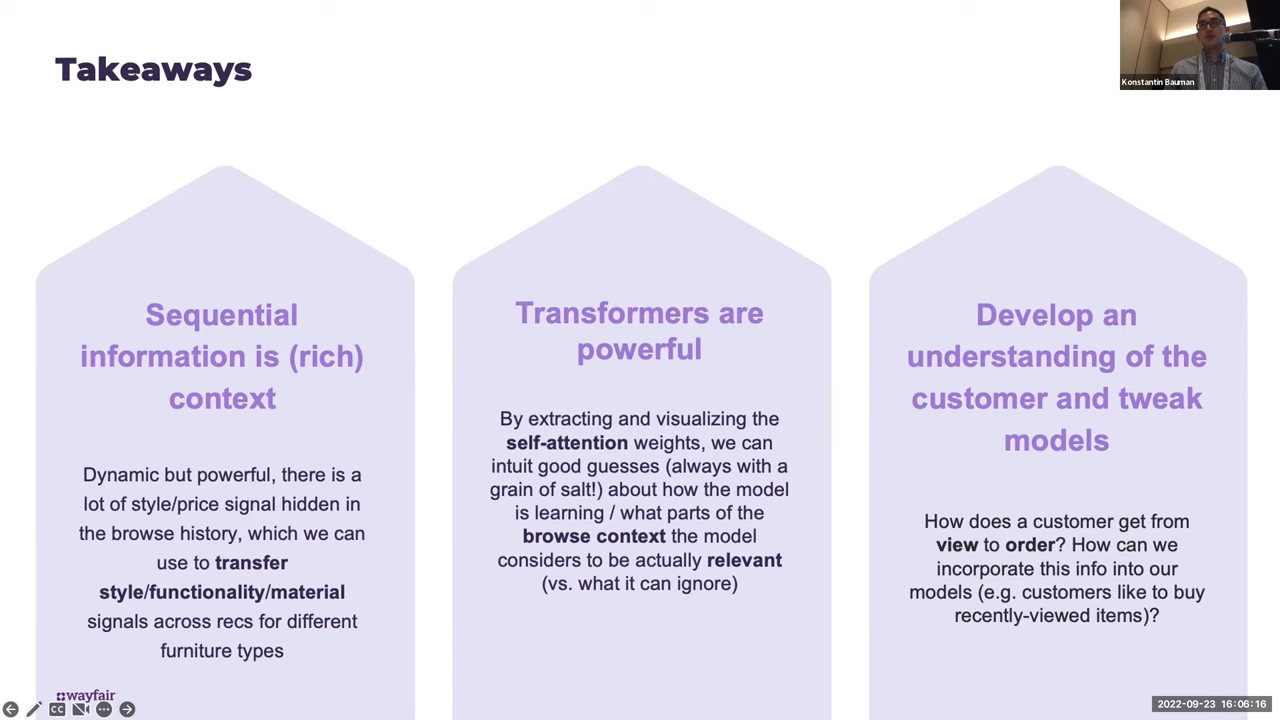 Takeaways
Konstantin Bauman
Sequential
information is (rich)
context
Dynamic but powerful, there is a
lot of style/price signal hidden in
the browse history, which we can
use to transfer
style/functionality/material
signals across recs for different
furniture types
Transformers are
powerful
By extracting and visualizing the
self-attention weights, we can
intuit good guesses (always with a
grain of salt!) about how the model
is learning / what parts of the
browse context the model
considers to be actually relevant
(vs. what it can ignore)
Develop an
understanding of the
customer and tweak
models
How does a customer get from
view to order? How can we
incorporate this info into our
models (e.g. customers like to buy
recently-viewed items)?
wayfair
CC
2022-09-23 16:06:16